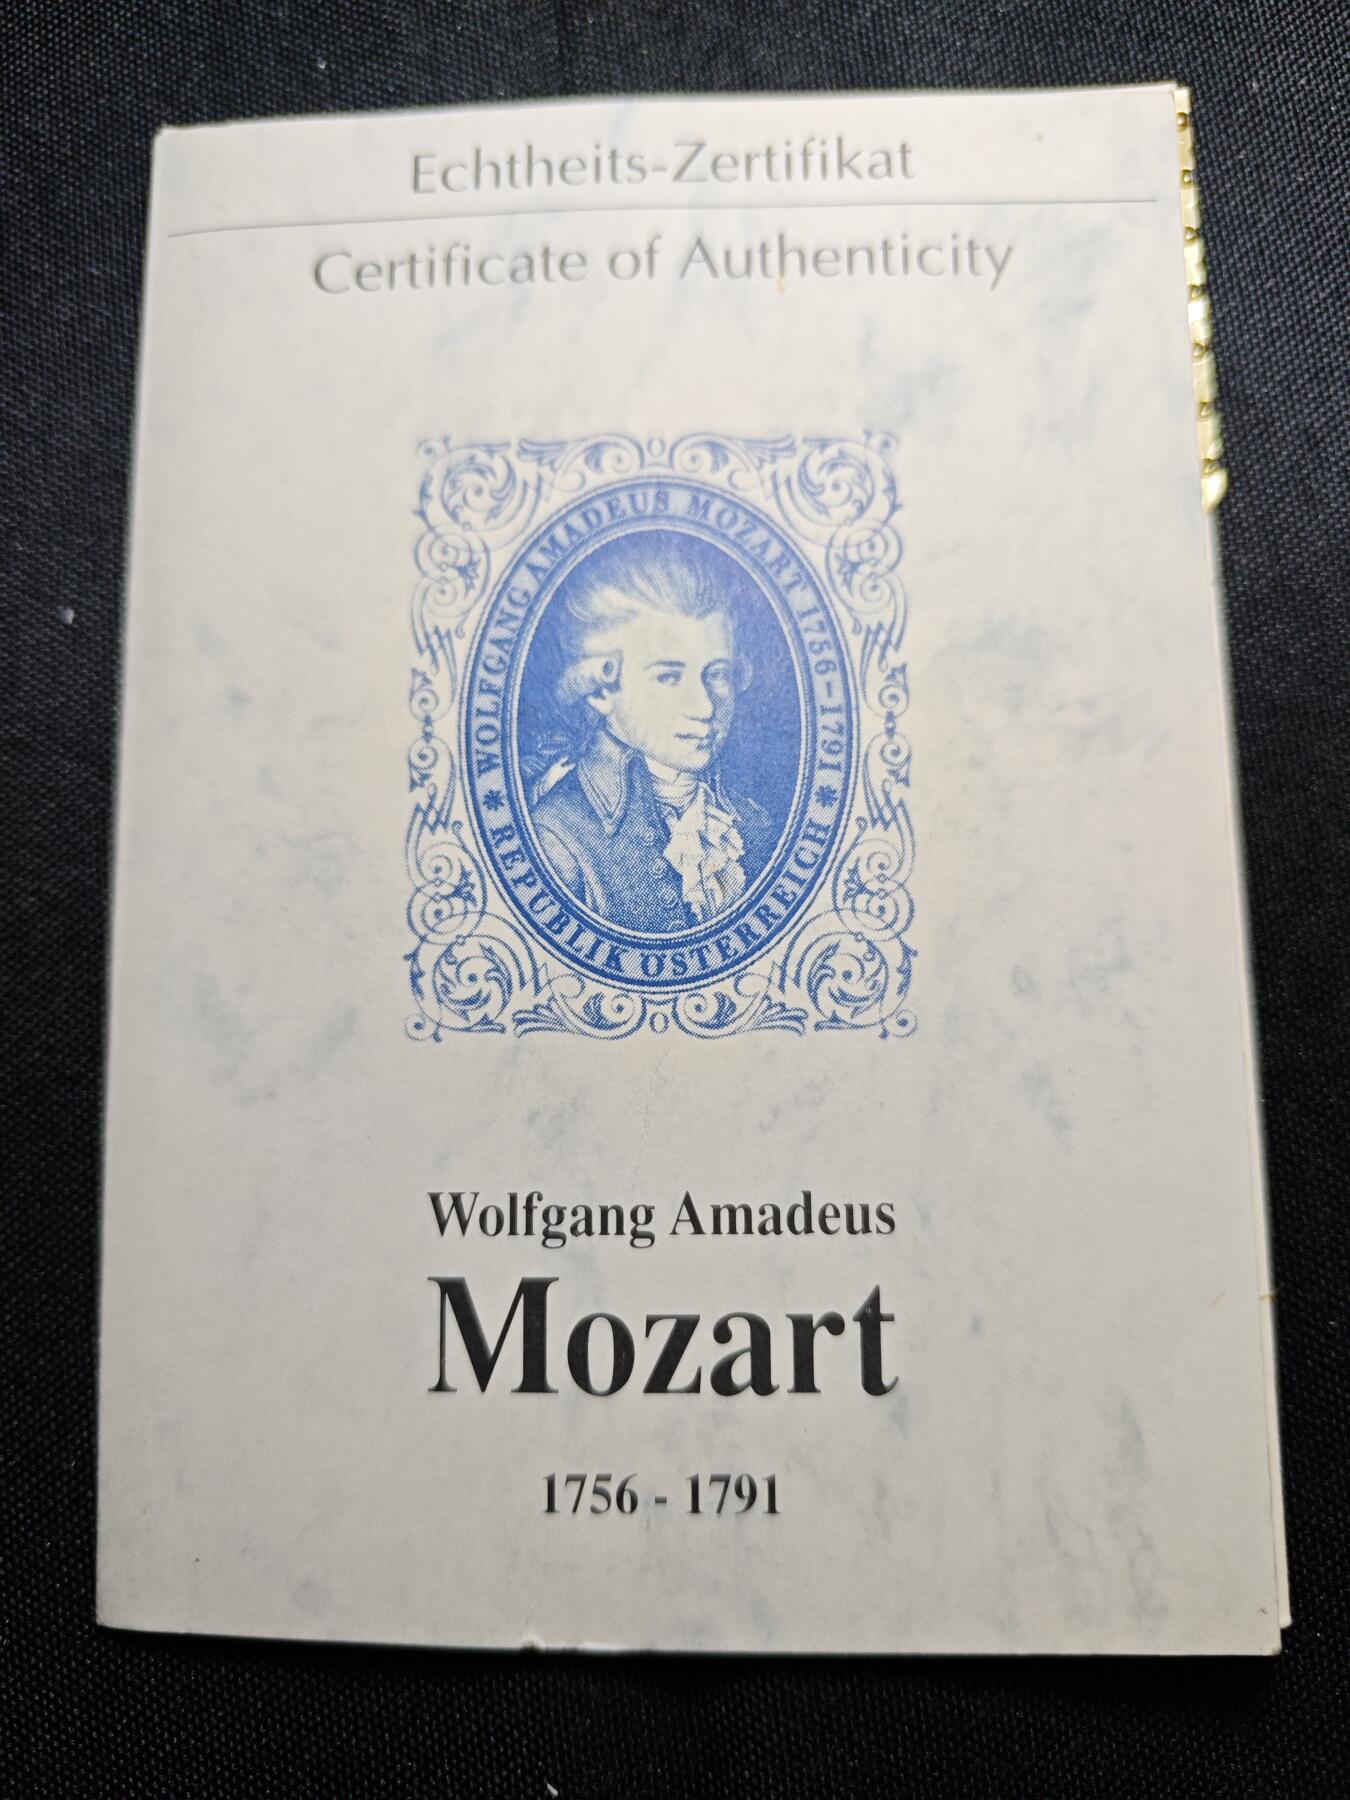 Echtheits-Zertifikat
Certificate of Authenticity
WOLFGANG AMADEUS MOZART 1756-1791
REPUBLIK ÖSTERREICH
Wolfgang Amadeus
Mozart
1756 - 1791